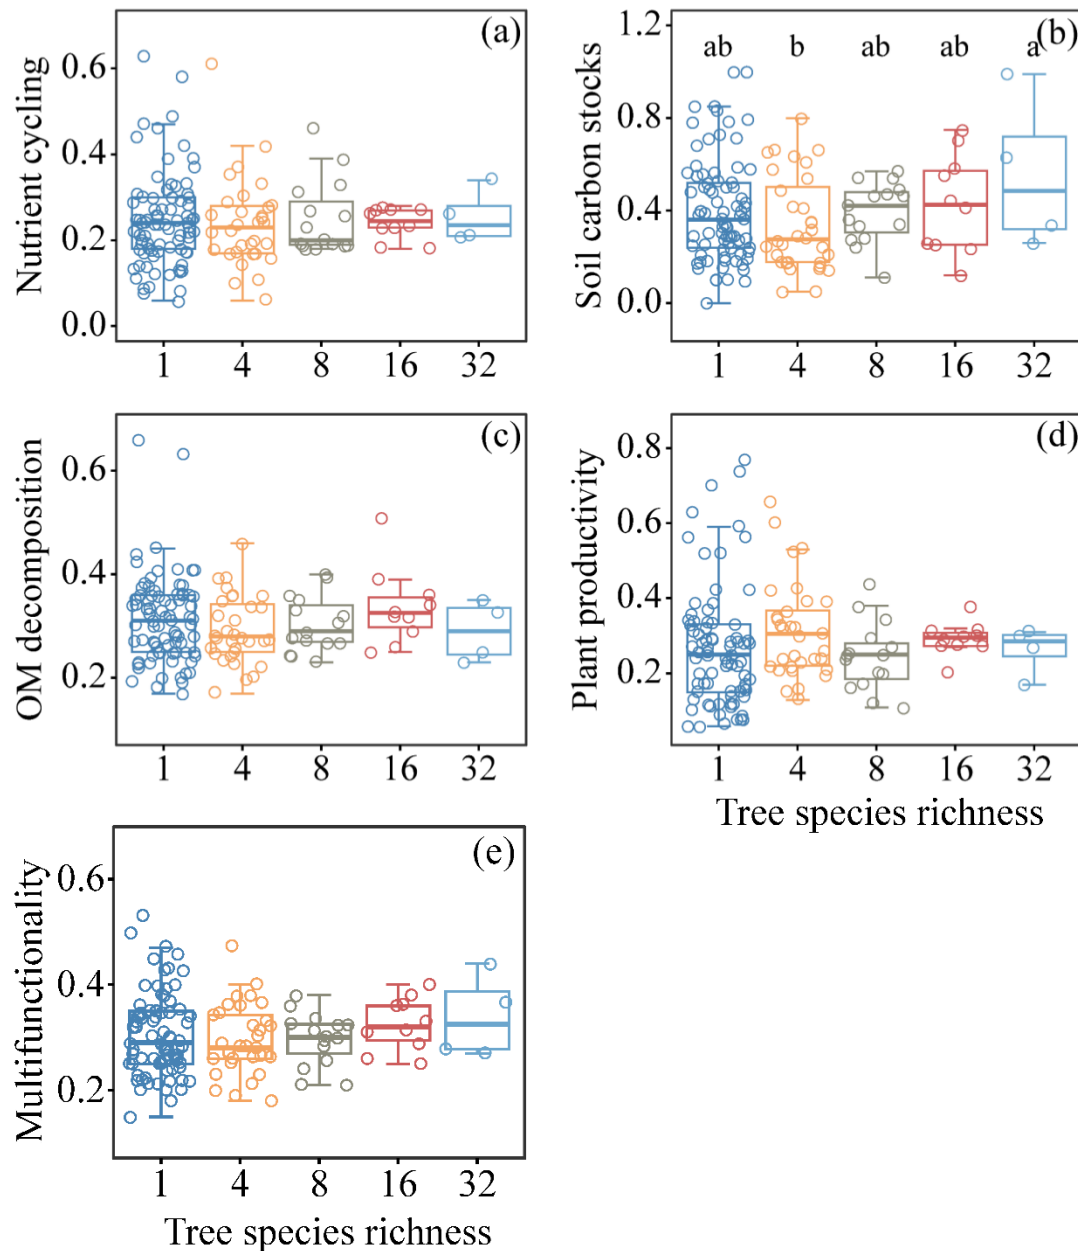 (a)
Nutrient cycling
0.6
0.4
0.2
0.0
1 4 8 16 32
(b)
Soil carbon stocks
1.2
0.8
0.4
0.0
ab b ab ab a
1 4 8 16 32
(c)
OM decomposition
0.6
0.4
0.2
1 4 8 16 32
(d)
Plant productivity
0.8
0.6
0.4
0.2
1 4 8 16 32
Tree species richness
(e)
Multifunctionality
0.6
0.4
0.2
1 4 8 16 32
Tree species richness